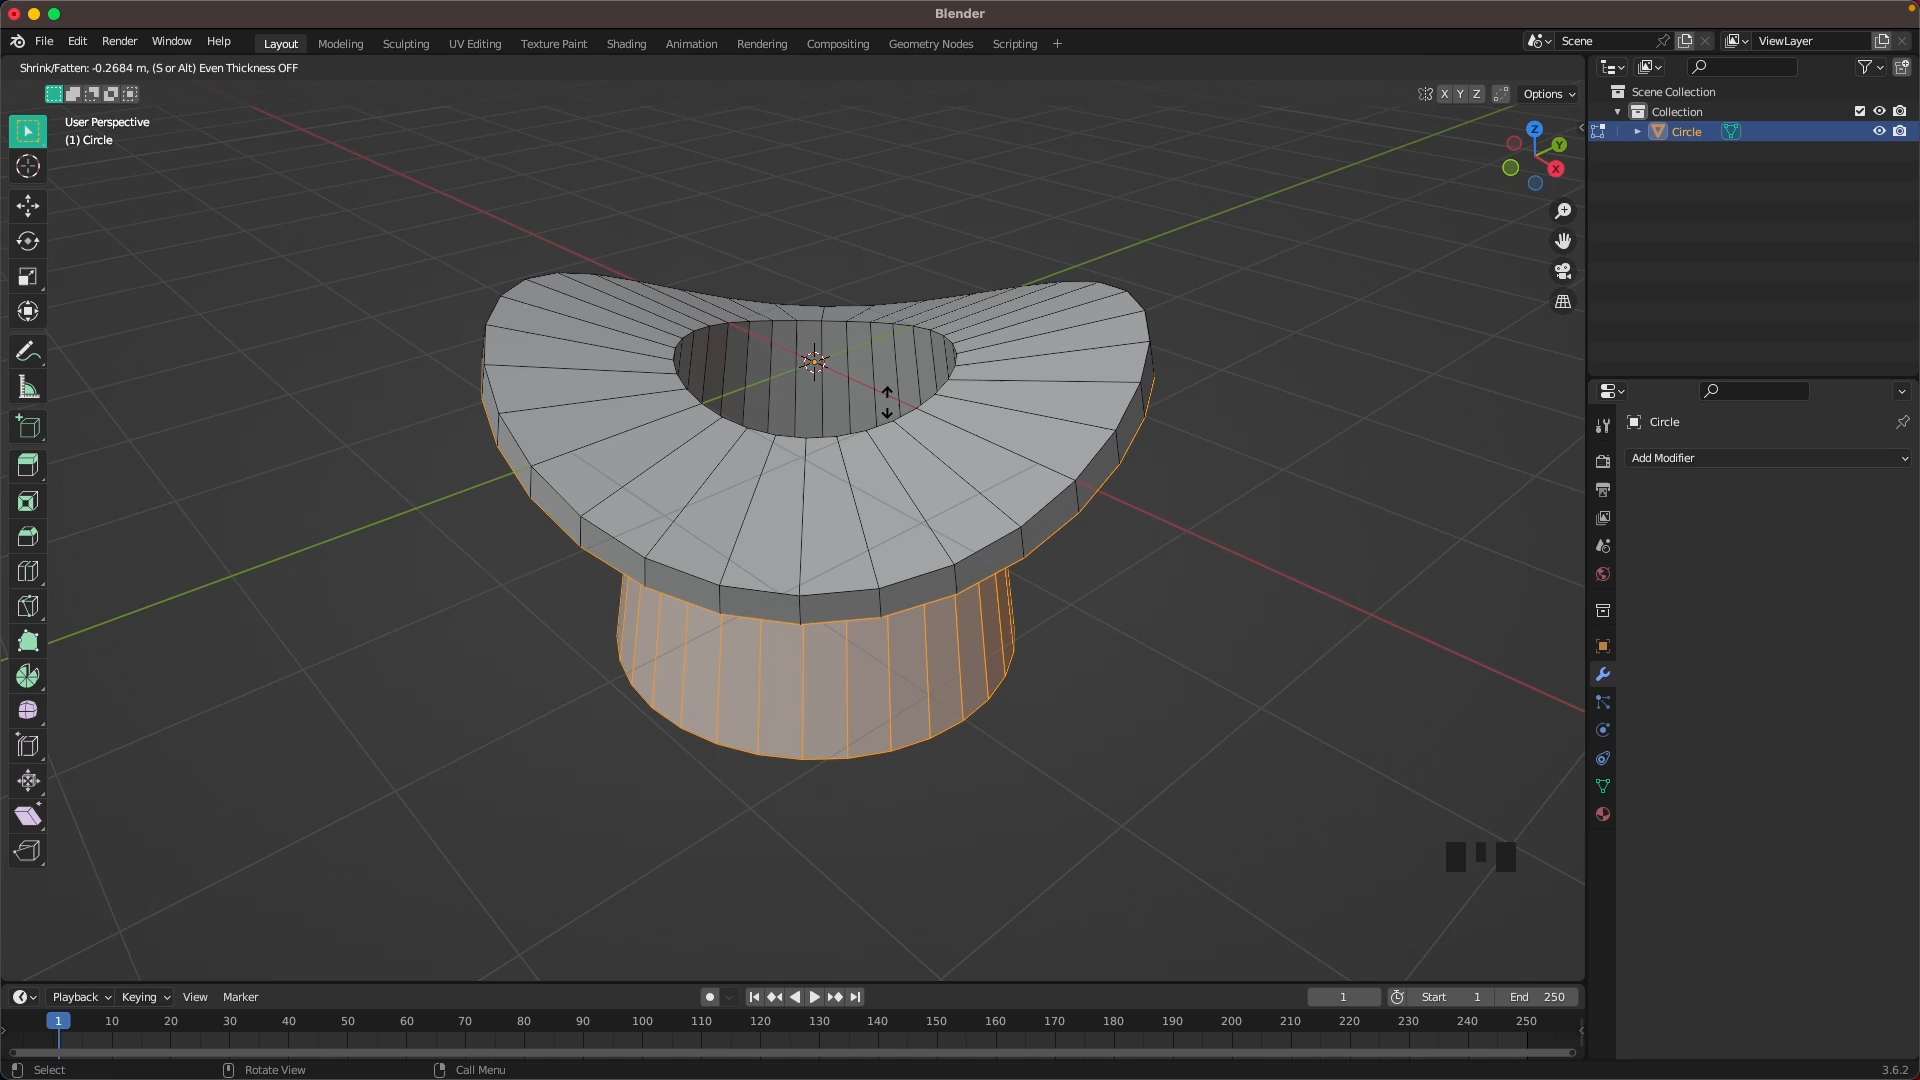 Blender
File Edit Render Window Help
Layout Modeling Sculpting UV Editing Texture Paint Shading Animation Rendering Compositing Geometry Nodes Scripting +
Scene
ViewLayer
Shrink/Fatten: -0.2684 m, (S or Alt) Even Thickness OFF
X Y Z
Options
User Perspective
(1) Circle
Z
Y
X
Scene Collection
Collection
Circle
Circle
Add Modifier
Playback Keying View Marker
1
Start 1
End 250
1 10 20 30 40 50 60 70 80 90 100 110 120 130 140 150 160 170 180 190 200 210 220 230 240 250
Select
Rotate View
Call Menu
3.6.2